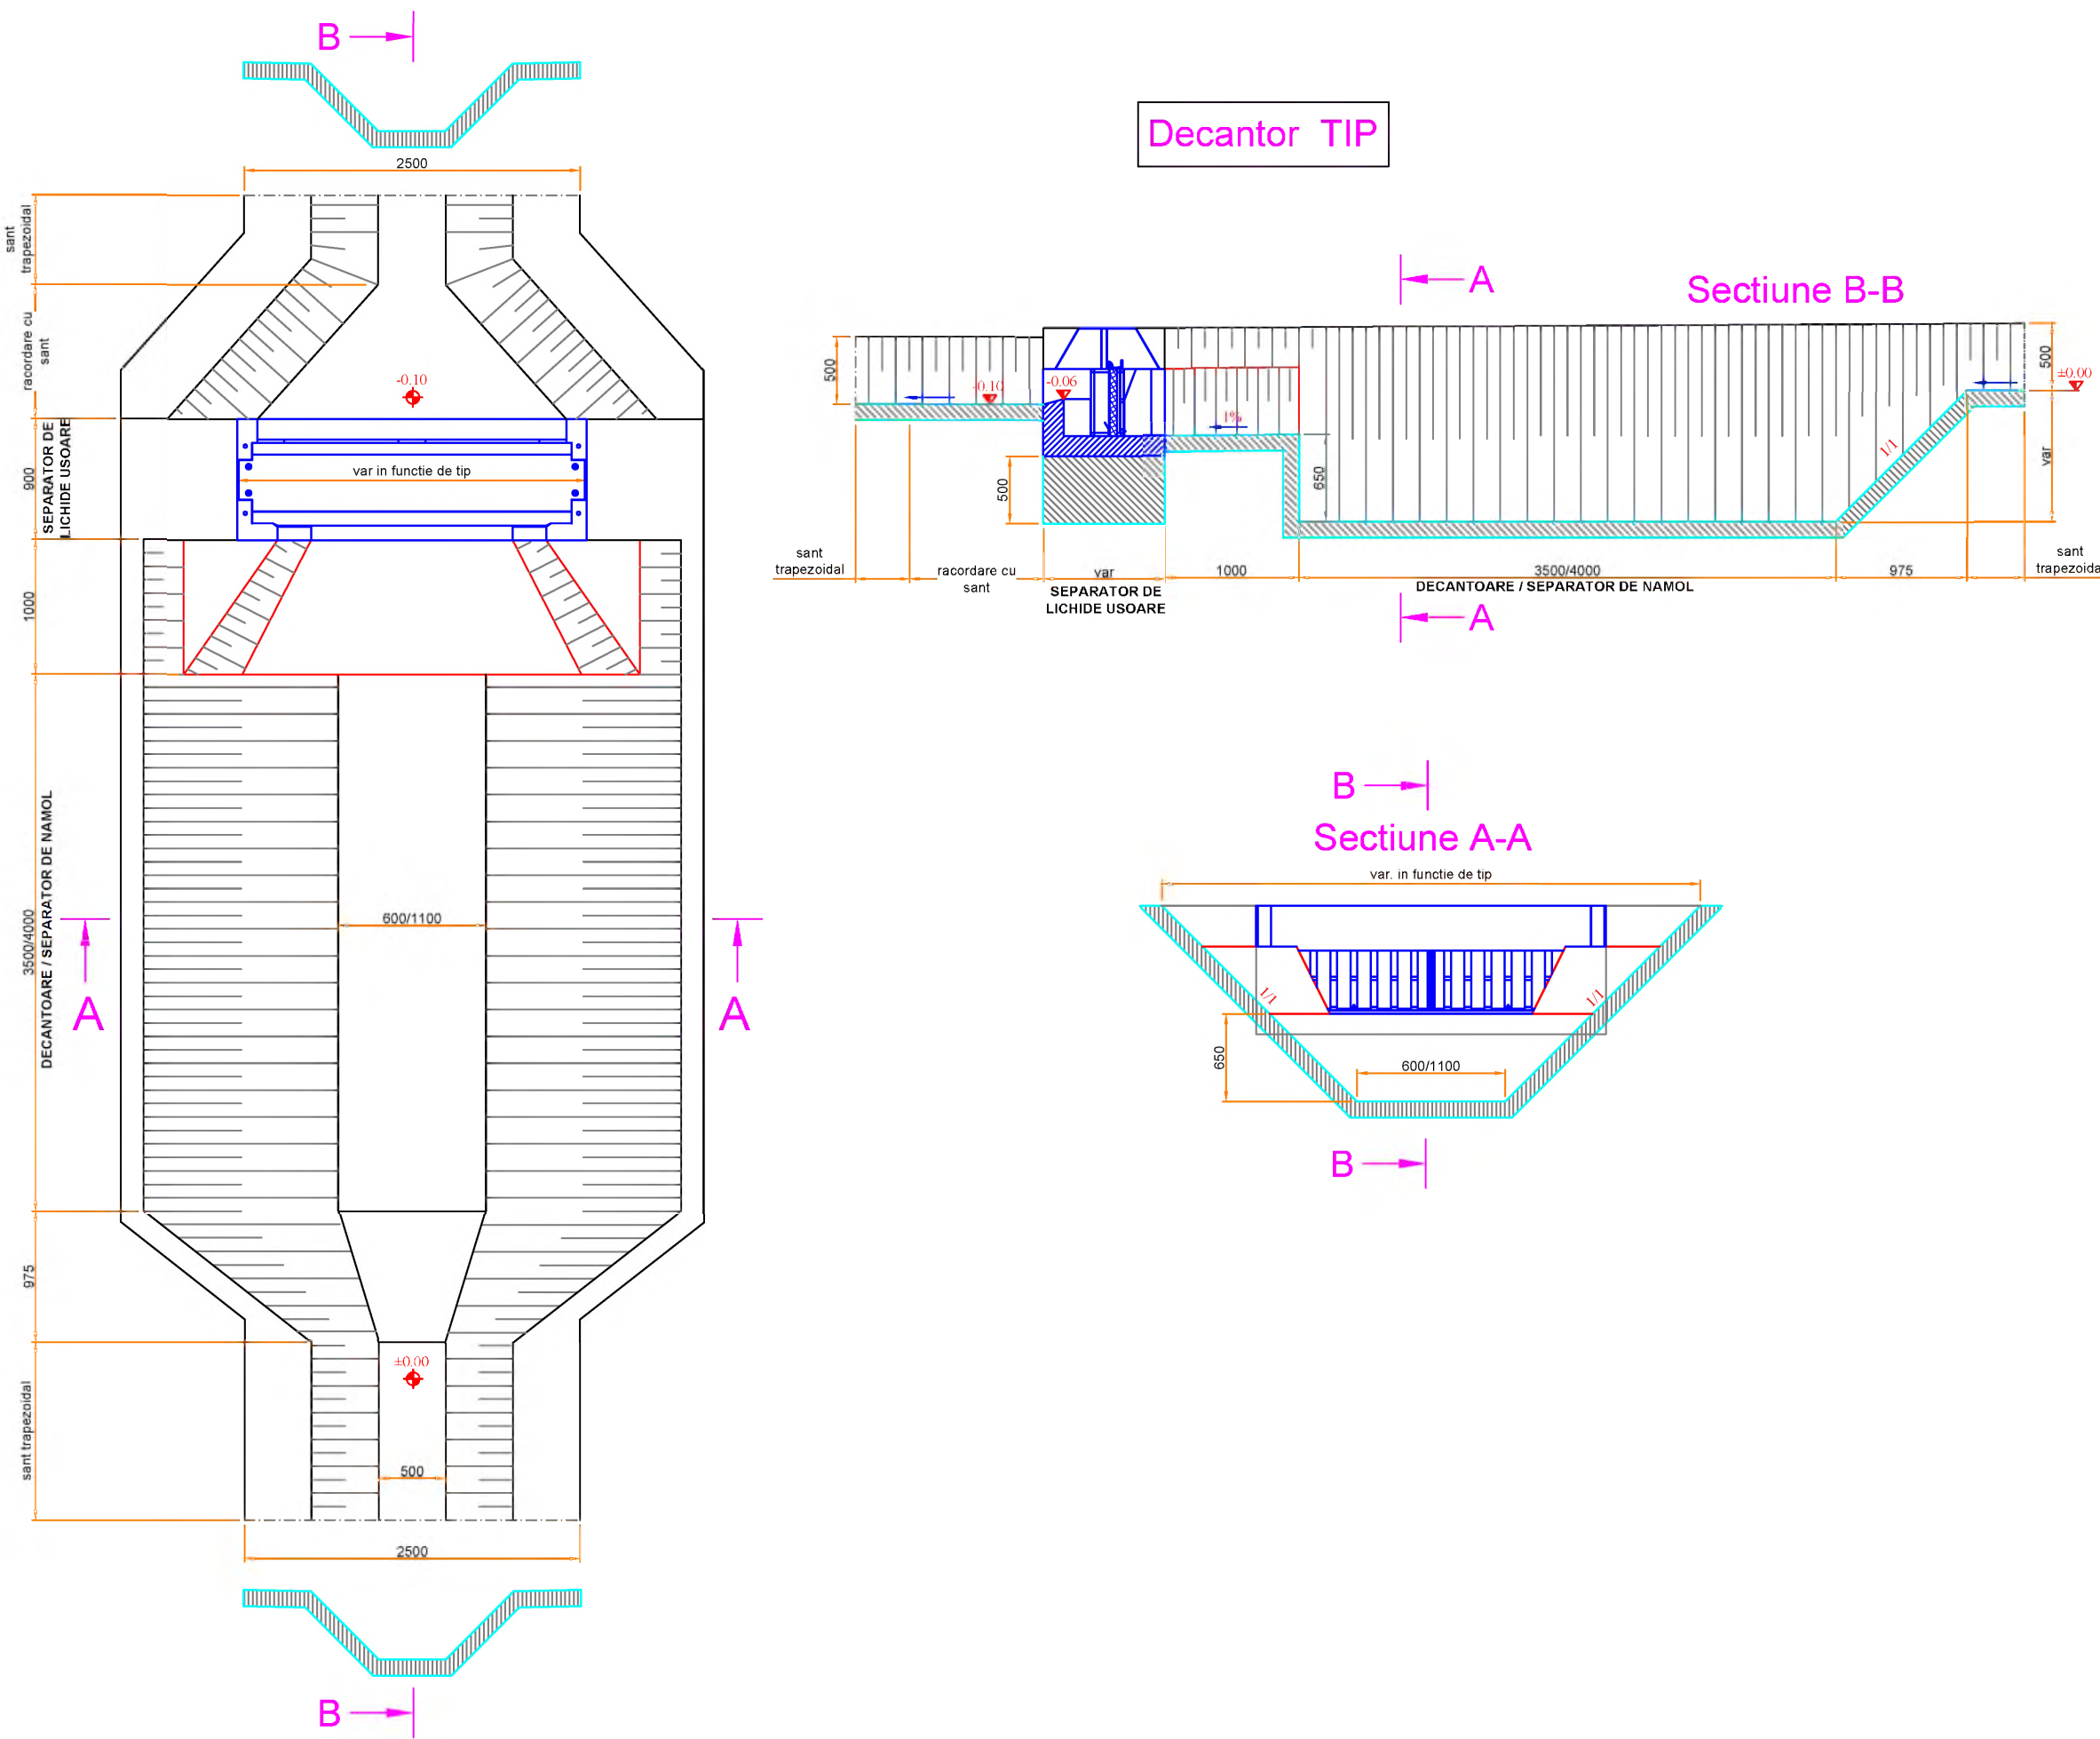 B
2500
sant
trapezoidal
racordare cu
sant
-0.10
SEPARATOR DE
LICHIDE USOARE
900
var in functie de tip
1000
DECANTOARE / SEPARATOR DE NAMOL
3500/4000
600/1100
A
A
975
±0.00
sant trapezoidal
500
2500
B
Decantor TIP
A
Sectiune B-B
500
-0.10
-0.06
1%
500
650
1/1
500
±0.00
var
sant
trapezoidal
racordare cu
sant
var
SEPARATOR DE
LICHIDE USOARE
1000
3500/4000
DECANTOARE / SEPARATOR DE NAMOL
975
sant
trapezoida
A
B
Sectiune A-A
var. in functie de tip
1/1
1/1
650
600/1100
B